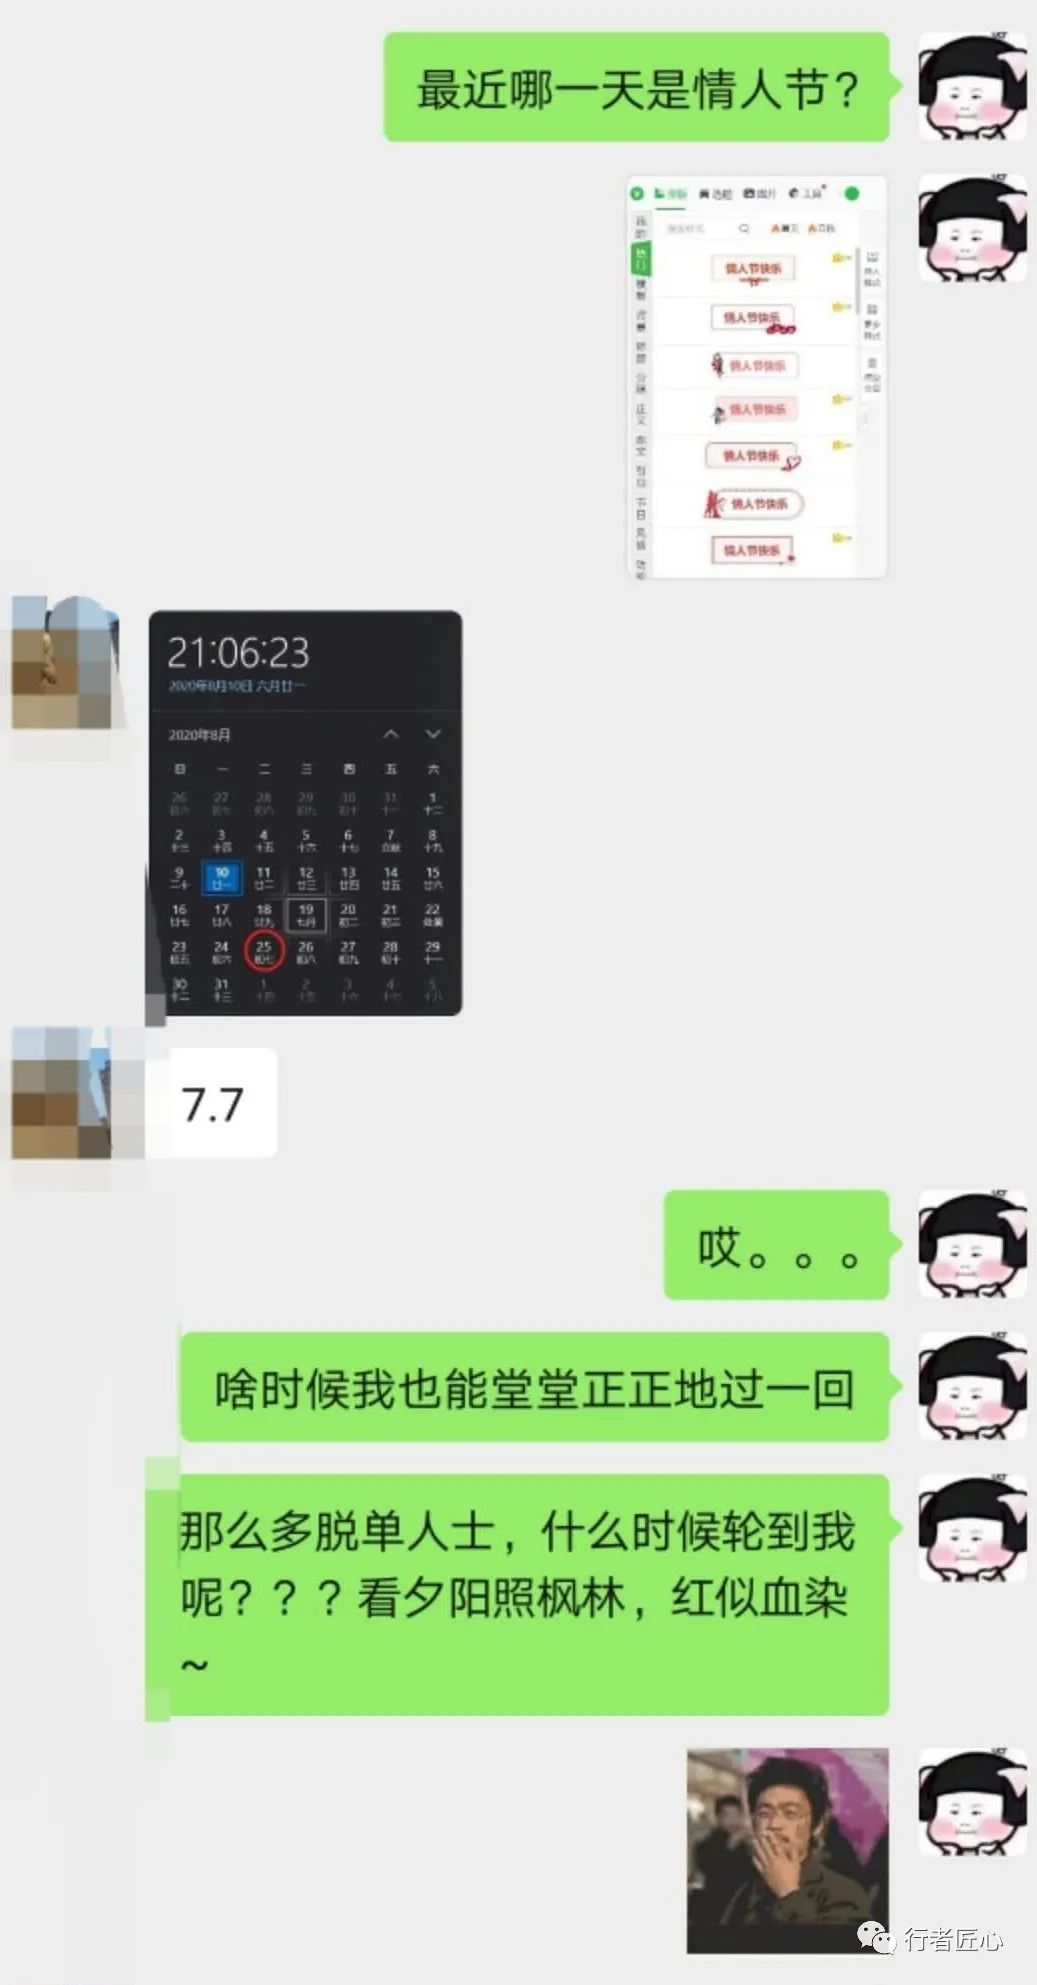 最近哪一天是情人节？
情人节快乐
情人节快乐
情人节快乐
情人节快乐
情人节快乐
情人节快乐
情人节快乐
21:06:23
2020年8月10日 六月廿一
2020年8月
日 一 二 三 四 五 六
26 27 28 29 30 31 1
初六 初七 初八 初九 初十 十一 十二
2 3 4 5 6 7 8
十三 十四 十五 十六 十七 立秋 十九
9 10 11 12 13 14 15
二十 廿一 廿二 廿三 廿四 廿五 廿六
16 17 18 19 20 21 22
廿七 廿八 廿九 七月 初二 初三 处暑
23 24 25 26 27 28 29
初五 初六 初七 初八 初九 初十 十一
30 31 1 2 3 4 5
十二 十三 十四 十五 十六 十七 十八
7.7
哎。。。
啥时候我也能堂堂正正地过一回
那么多脱单人士，什么时候轮到我
呢？？？看夕阳照枫林，红似血染
~
行者匠心